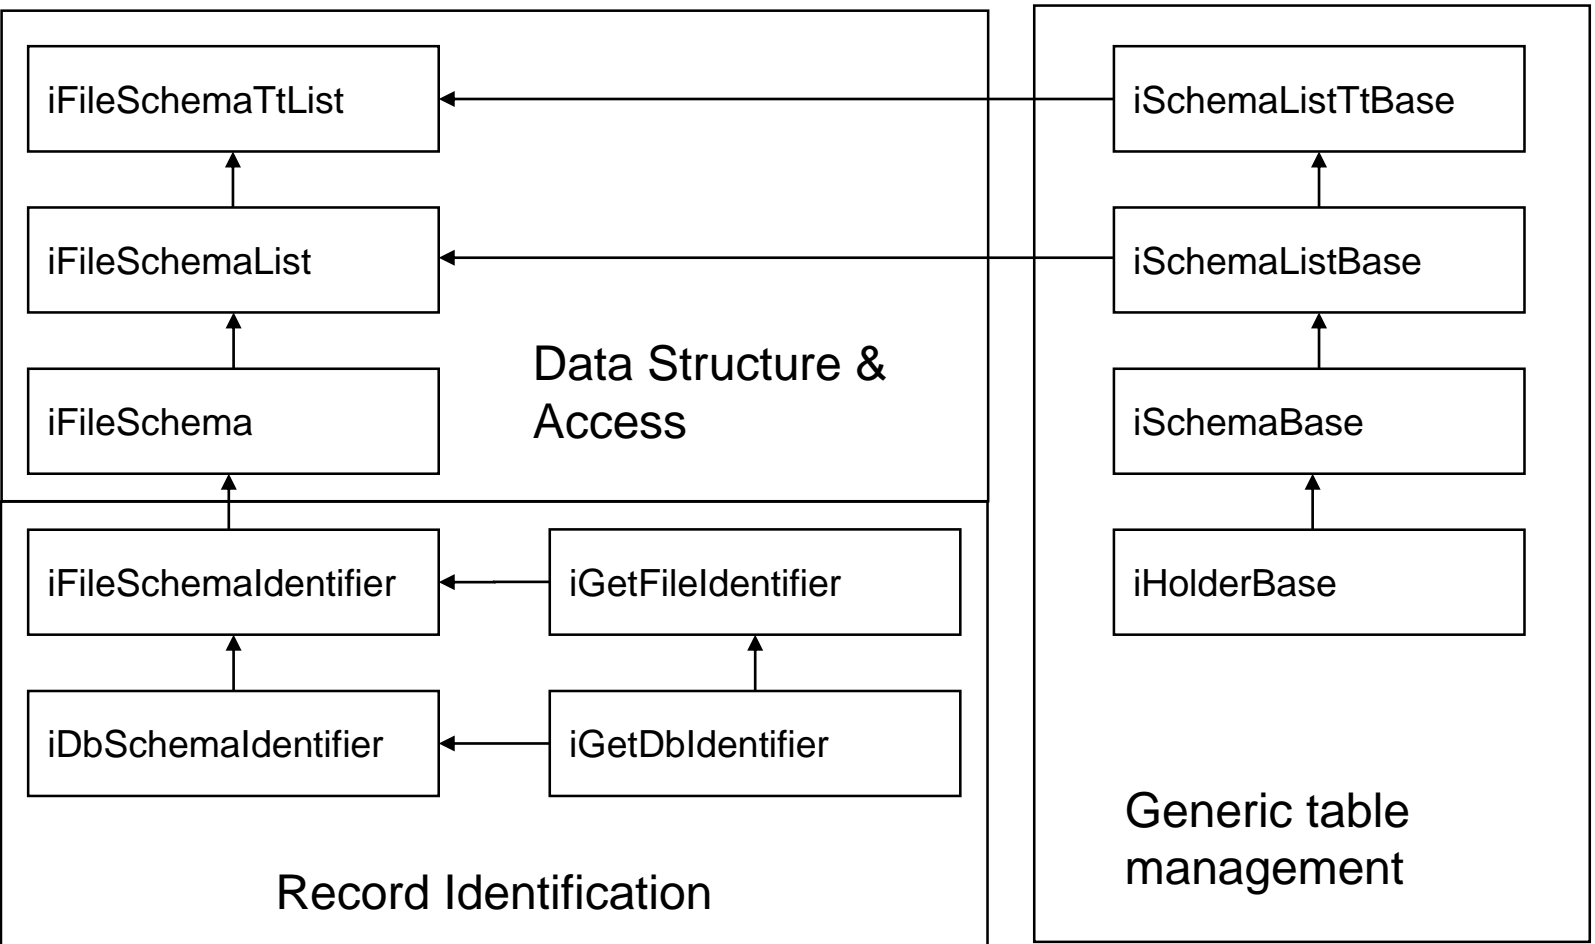 iFileSchemaTtList
iSchemaListTtBase
iFileSchemaList
iSchemaListBase
Data Structure &
Access
iFileSchema
iSchemaBase
iFileSchemaIdentifier
iGetFileIdentifier
iHolderBase
iDbSchemaIdentifier
iGetDbIdentifier
Generic table
management
Record Identification